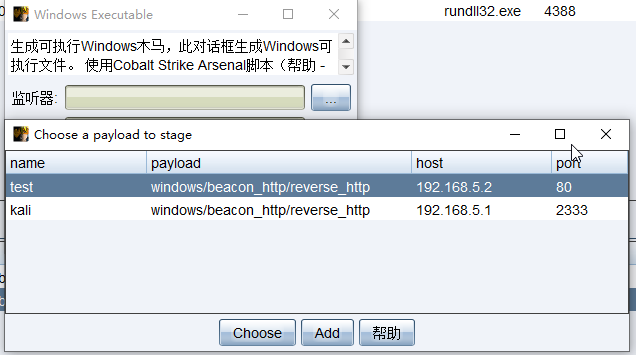 Windows Executable
rundll32.exe 4388
生成可执行Windows木马，此对话框生成Windows可
执行文件。 使用Cobalt Strike Arsenal脚本（帮助 -
监听器:
...
Choose a payload to stage
name payload host port
test windows/beacon_http/reverse_http 192.168.5.2 80
kali windows/beacon_http/reverse_http 192.168.5.1 2333
Choose Add 帮助